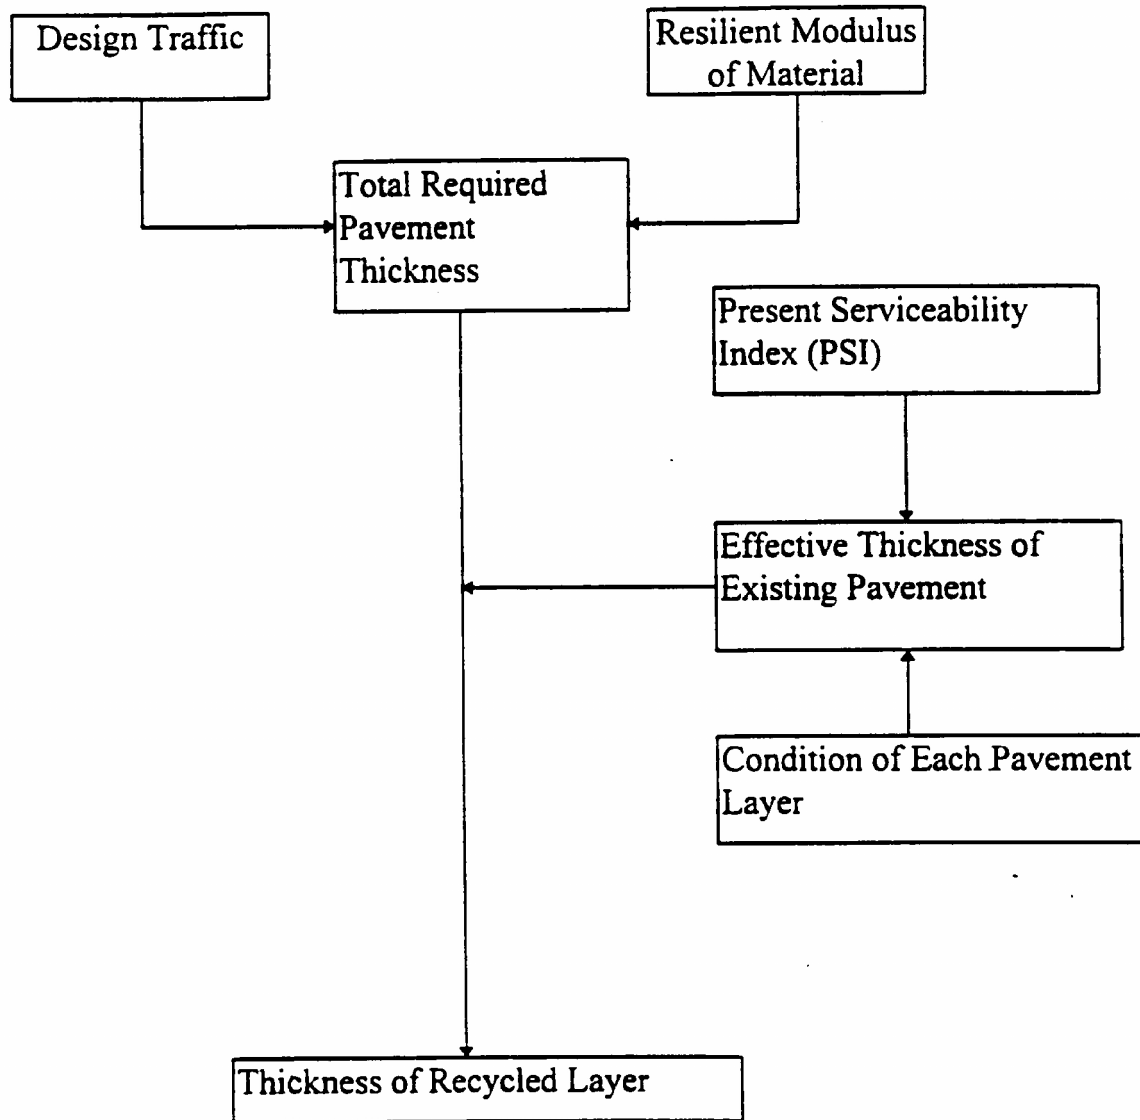 Design Traffic
Resilient Modulus
of Material
Total Required
Pavement
Thickness
Present Serviceability
Index (PSI)
Effective Thickness of
Existing Pavement
Condition of Each Pavement
Layer
Thickness of Recycled Layer